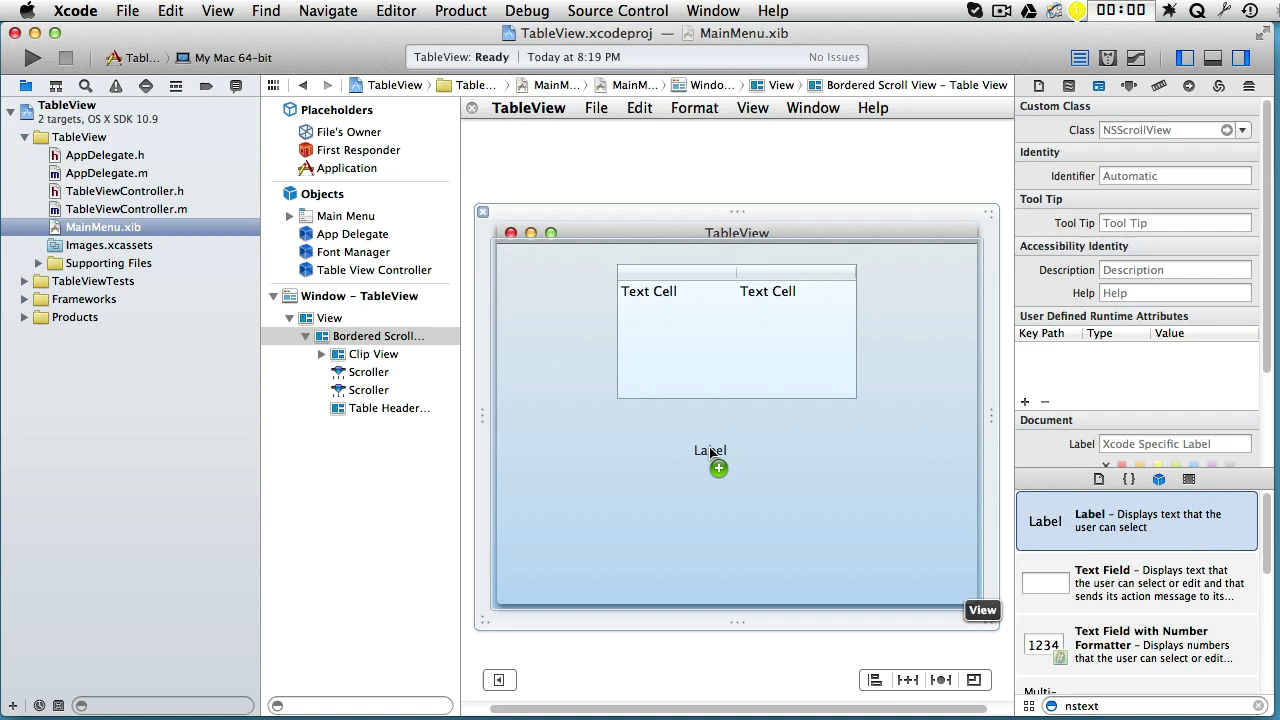 Xcode File Edit View Find Navigate Editor Product Debug Source Control Window Help 00:00
TableView.xcodeproj — MainMenu.xib
Tabl... My Mac 64-bit
TableView: Ready Today at 8:19 PM No Issues
TableView Table... MainM... MainM... Windo... View Bordered Scroll View - Table View
TableView
2 targets, OS X SDK 10.9
TableView
AppDelegate.h
AppDelegate.m
TableViewController.h
TableViewController.m
MainMenu.xib
Images.xcassets
Supporting Files
TableViewTests
Frameworks
Products
Placeholders
File's Owner
First Responder
Application
Objects
Main Menu
App Delegate
Font Manager
Table View Controller
Window – TableView
View
Bordered Scroll...
Clip View
Scroller
Scroller
Table Header...
TableView File Edit Format View Window Help
TableView
Text Cell Text Cell
Label
View
Custom Class
Class NSScrollView
Identity
Identifier Automatic
Tool Tip
Tool Tip Tool Tip
Accessibility Identity
Description Description
Help Help
User Defined Runtime Attributes
Key Path Type Value
Document
Label Xcode Specific Label
Label Label – Displays text that the
user can select
Text Field – Displays text that
the user can select or edit and that
sends its action message to its...
1234 Text Field with Number
Formatter – Displays numbers
that the user can select or edit...
Multi-
nstext